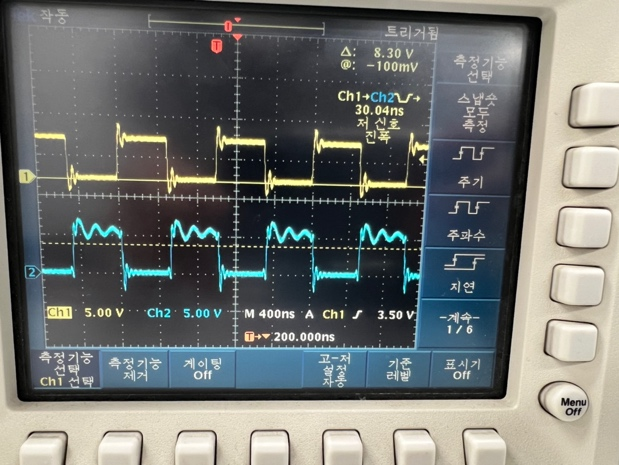 작동
트리거됨
T
Δ: 8.30 V
@: -100mV
Ch1→Ch2
30.04ns
저 신호
진폭
1
2
Ch1 5.00 V Ch2 5.00 V M 400ns A Ch1 3.50 V
T→▼ 200.000ns
측정기능
선택
스냅숏
모두
측정
주기
주파수
지연
-계속-
1 / 6
측정기능
선택
Ch1 선택
측정기능
제거
게이팅
Off
고-저
설정
자동
기준
레벨
표시기
Off
Menu
Off